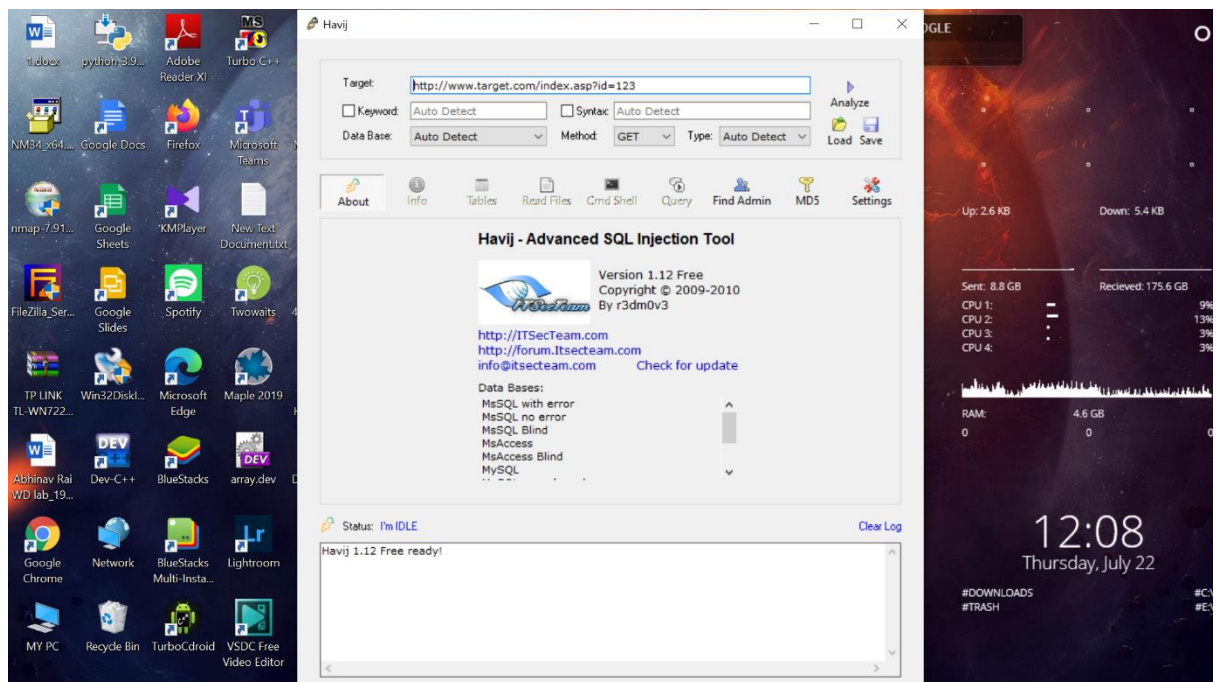 1.docx
python-3.9...
Adobe Reader XI
Turbo C++
NM34_x64....
Google Docs
Firefox
Microsoft Teams
nmap-7.91...
Google Sheets
KMPlayer
New Text Document.txt
FileZilla_Ser...
Google Slides
Spotify
Twowaits
TP LINK TL-WN722...
Win32DiskI...
Microsoft Edge
Maple 2019
Abhinav Rai WD lab_19...
Dev-C++
BlueStacks
array.dev
Google Chrome
Network
BlueStacks Multi-Insta...
Lightroom
MY PC
Recycle Bin
TurboCdroid
VSDC Free Video Editor
Havij
Target: http://www.target.com/index.asp?id=123
Analyze
Keyword: Auto Detect Syntax: Auto Detect
Data Base: Auto Detect Method: GET Type: Auto Detect
Load Save
About Info Tables Read Files Cmd Shell Query Find Admin MD5 Settings
Havij - Advanced SQL Injection Tool
ITSecTeam
Version 1.12 Free
Copyright © 2009-2010
By r3dm0v3
http://ITSecTeam.com
http://forum.Itsecteam.com
info@itsecteam.com Check for update
Data Bases:
MsSQL with error
MsSQL no error
MsSQL Blind
MsAccess
MsAccess Blind
MySQL
Status: I'm IDLE Clear Log
Havij 1.12 Free ready!
OGLE
Up: 2.6 KB Down: 5.4 KB
Sent: 8.8 GB Recieved: 175.6 GB
CPU 1: 9%
CPU 2: 13%
CPU 3: 3%
CPU 4: 3%
RAM: 4.6 GB
0 0 0
12:08
Thursday, July 22
#DOWNLOADS #C:\
#TRASH #E:\